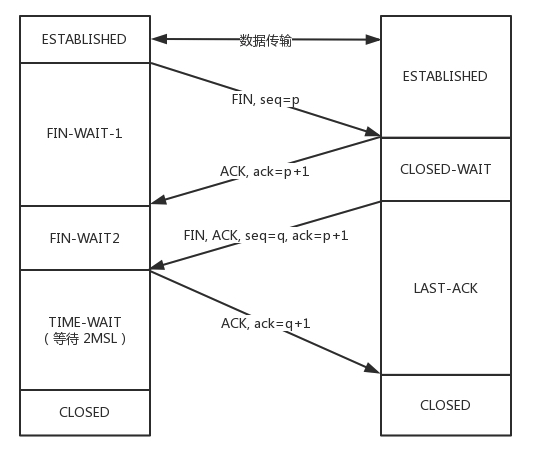 ESTABLISHED
数据传输
ESTABLISHED
FIN, seq=p
FIN-WAIT-1
ACK, ack=p+1
CLOSED-WAIT
FIN-WAIT2
FIN, ACK, seq=q, ack=p+1
LAST-ACK
TIME-WAIT
（等待 2MSL）
ACK, ack=q+1
CLOSED
CLOSED